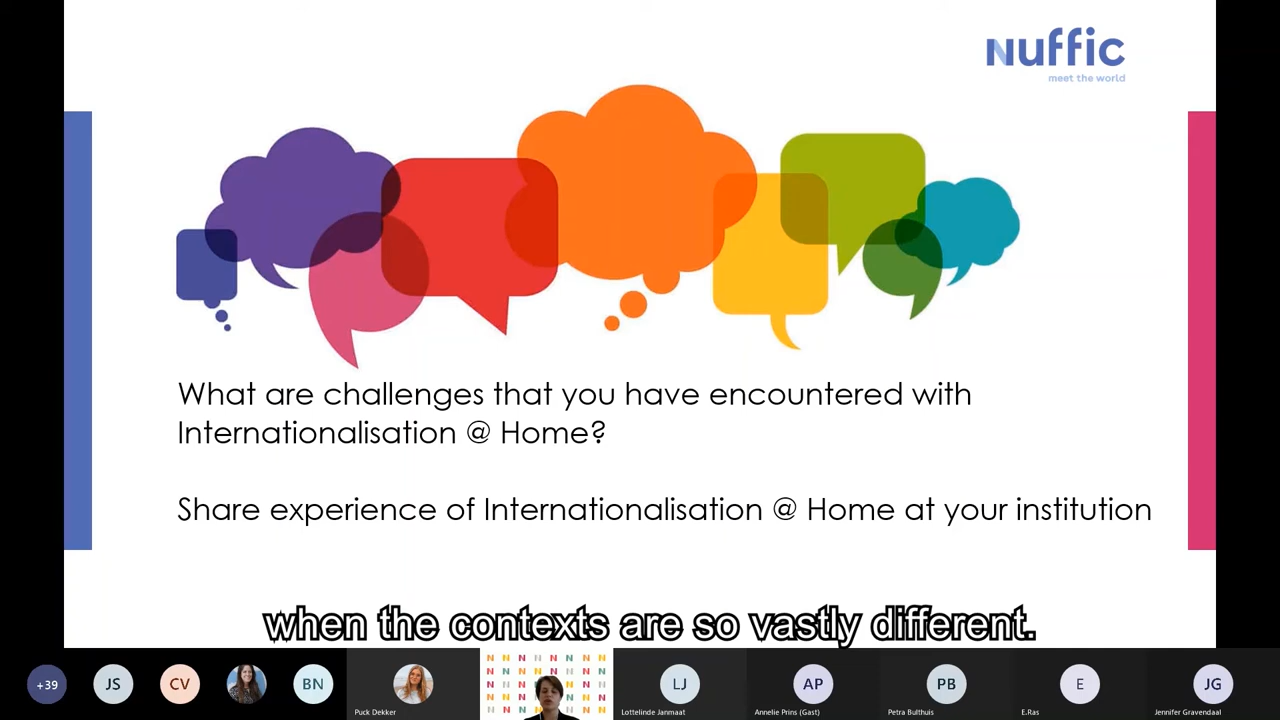 Nuffic
meet the world
What are challenges that you have encountered with
Internationalisation @ Home?
Share experience of Internationalisation @ Home at your institution
when the contexts are so vastly different.
+39
JS
CV
BN
Puck Dekker
LJ
Lottelinde Janmaat
AP
Annelie Prins (Gast)
PB
Petra Bulthuis
E
E.Ras
JG
Jennifer Gravendaal